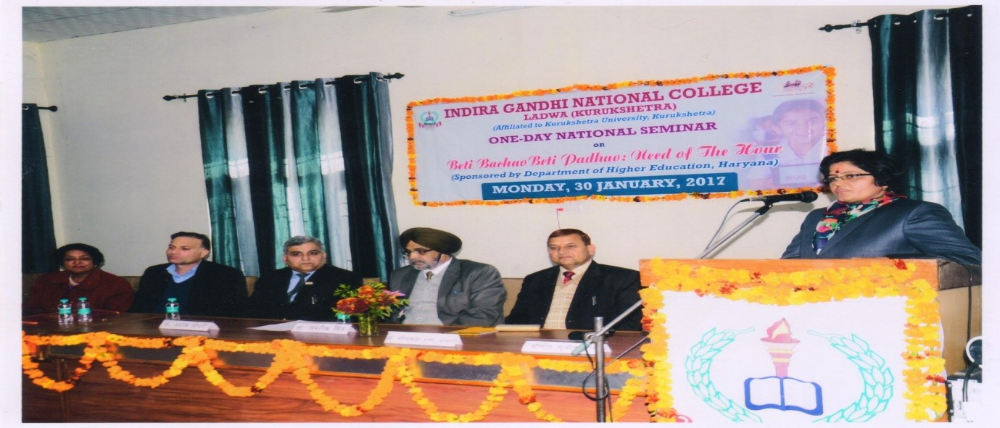 INDIRA GANDHI NATIONAL COLLEGE
LADWA (KURUKSHETRA)
(Affiliated to Kurukshetra University, Kurukshetra)
ONE-DAY NATIONAL SEMINAR
on
Beti Bachao Beti Padhao: Need of The Hour
(Sponsored by Department of Higher Education, Haryana)
MONDAY, 30 JANUARY, 2017